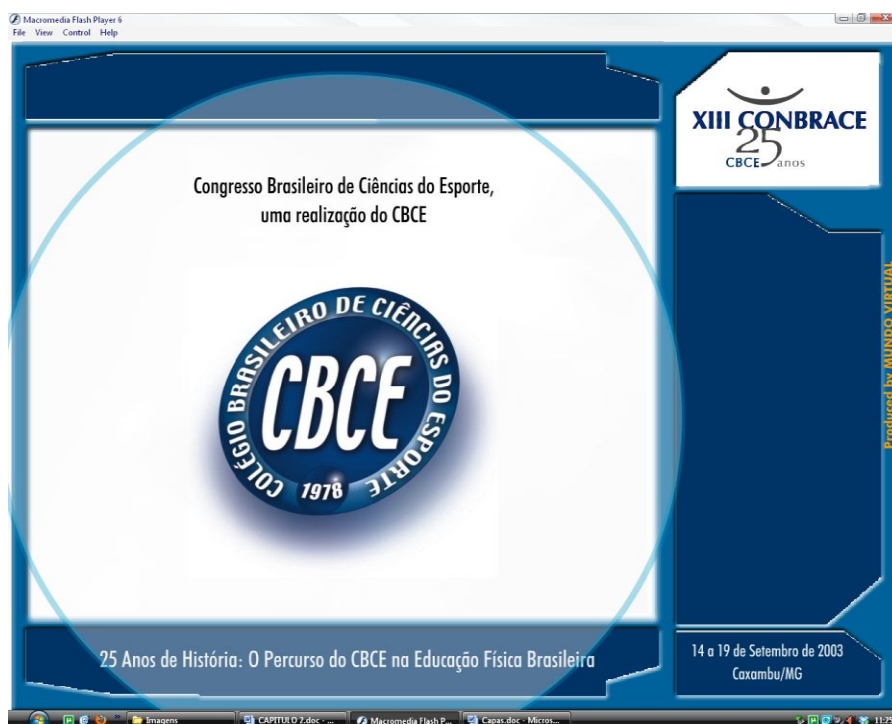 Macromedia Flash Player 6
File View Control Help
XIII CONBRACE
25
CBCE anos
Congresso Brasileiro de Ciências do Esporte,
uma realização do CBCE
COLÉGIO BRASILEIRO DE CIÊNCIAS DO ESPORTE
CBCE
1978
Produced by MUNDO VIRTUAL
25 Anos de História: O Percurso do CBCE na Educação Física Brasileira
14 a 19 de Setembro de 2003
Caxambu/MG
Imagens
CAPITULO 2.doc - ...
Macromedia Flash P...
Capas.doc - Micros...